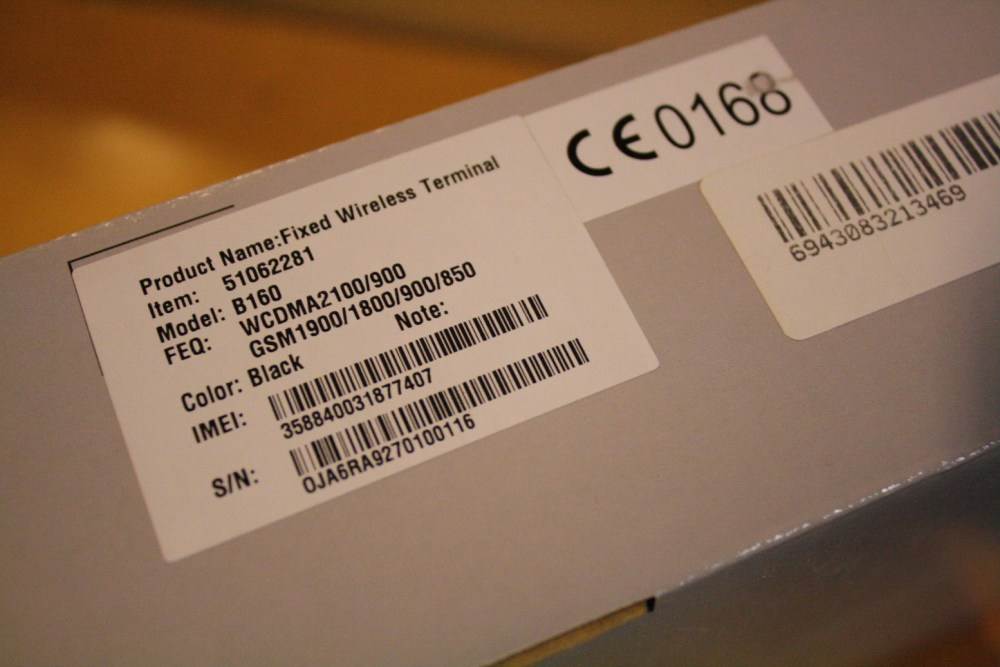 Product Name:Fixed Wireless Terminal
Item: 51062281
Model: B160
FEQ: WCDMA2100/900
GSM1900/1800/900/850
Note:
Color: Black
IMEI:
358840031877407
S/N:
OJA6RA9270100116
CE0168
6943083213469